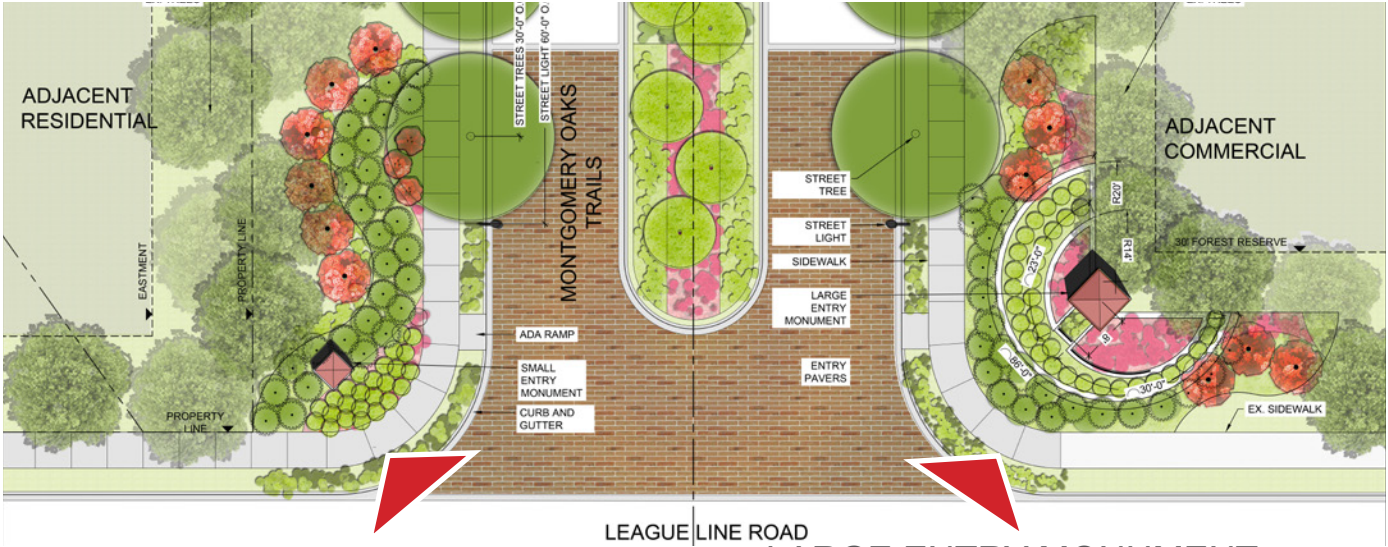 ADJACENT
RESIDENTIAL
STREET TREES 30'-0" O.
STREET LIGHT 60'-0" O.
MONTGOMERY OAKS
TRAILS
ADJACENT
COMMERCIAL
STREET
TREE
STREET
LIGHT
SIDEWALK
LARGE
ENTRY
MONUMENT
ENTRY
PAVERS
R20'
R14'
30' FOREST RESERVE
23'-0"
EASTMENT
PROPERTY LINE
ADA RAMP
SMALL
ENTRY
MONUMENT
CURB AND
GUTTER
PROPERTY
LINE
86'-0"
30'-0"
EX. SIDEWALK
LEAGUE LINE ROAD